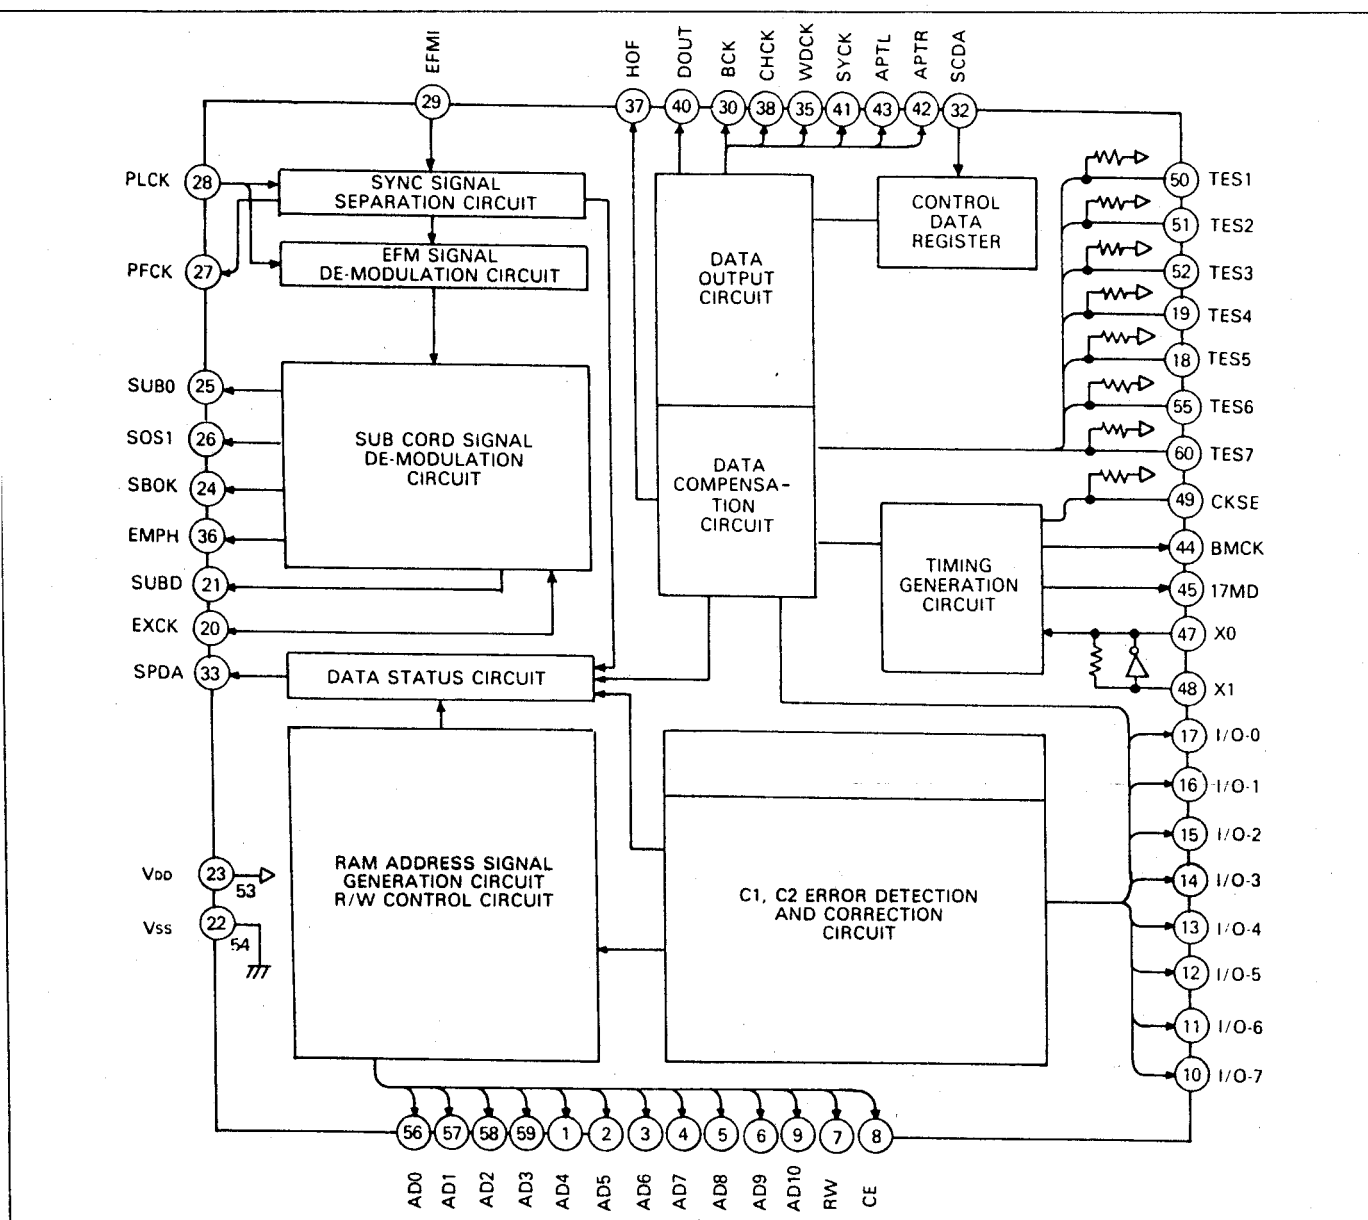 EFMI
HOF
DOUT
BCK
CHCK
WDCK
SYCK
APTL
APTR
SCDA
29
37
40
30
38
35
41
43
42
32
PLCK 28
PFCK 27
SUB0 25
SOS1 26
SBOK 24
EMPH 36
SUBD 21
EXCK 20
SPDA 33
VDD 23
53
VSS 22
54
SYNC SIGNAL
SEPARATION CIRCUIT
EFM SIGNAL
DE-MODULATION CIRCUIT
SUB CORD SIGNAL
DE-MODULATION
CIRCUIT
DATA STATUS CIRCUIT
RAM ADDRESS SIGNAL
GENERATION CIRCUIT
R/W CONTROL CIRCUIT
DATA
OUTPUT
CIRCUIT
DATA
COMPENSA-
TION
CIRCUIT
CONTROL
DATA
REGISTER
TIMING
GENERATION
CIRCUIT
C1, C2 ERROR DETECTION
AND CORRECTION
CIRCUIT
50 TES1
51 TES2
52 TES3
19 TES4
18 TES5
55 TES6
60 TES7
49 CKSE
44 BMCK
45 17MD
47 X0
48 X1
17 I/O-0
16 I/O-1
15 I/O-2
14 I/O-3
13 I/O-4
12 I/O-5
11 I/O-6
10 I/O-7
56
57
58
59
1
2
3
4
5
6
9
7
8
AD0
AD1
AD2
AD3
AD4
AD5
AD6
AD7
AD8
AD9
AD10
RW
CE